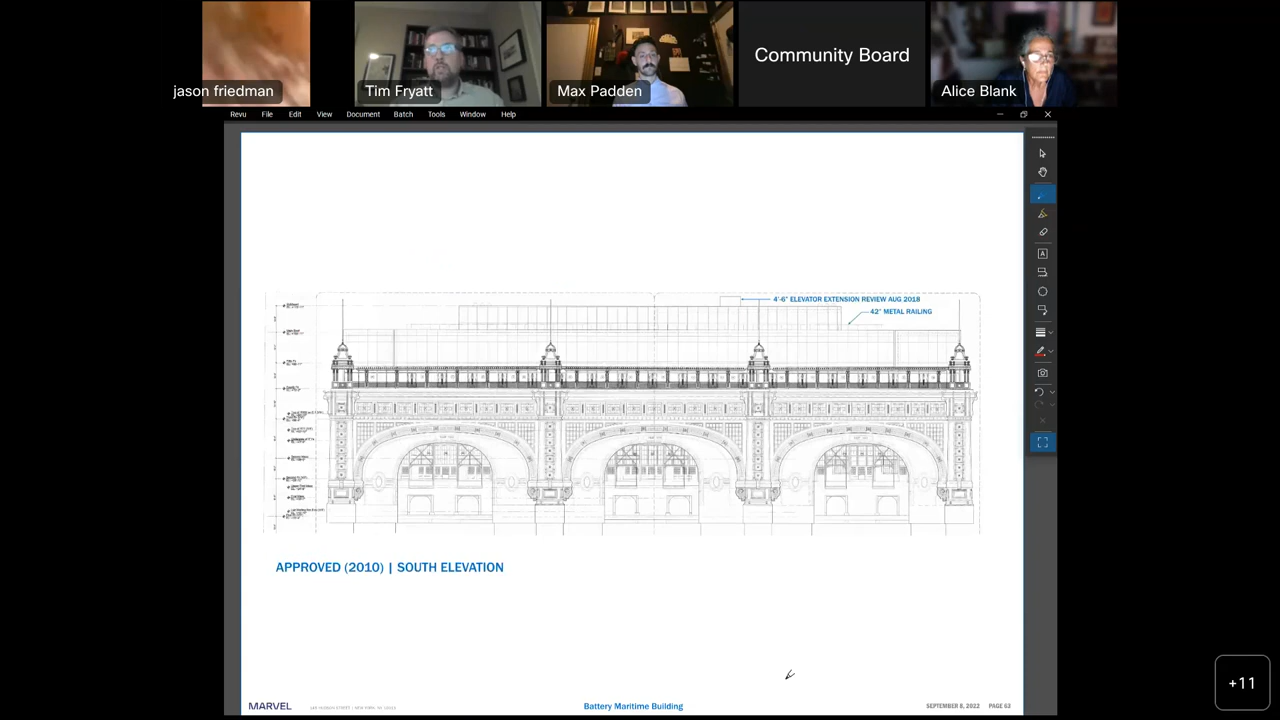 jason friedman
Tim Fryatt
Max Padden
Community Board
Alice Blank
Revu File Edit View Document Batch Tools Window Help
4'-6" ELEVATOR EXTENSION REVIEW AUG 2018
42" METAL RAILING
APPROVED (2010) | SOUTH ELEVATION
MARVEL
Battery Maritime Building
SEPTEMBER 8, 2022 PAGE 62
+11